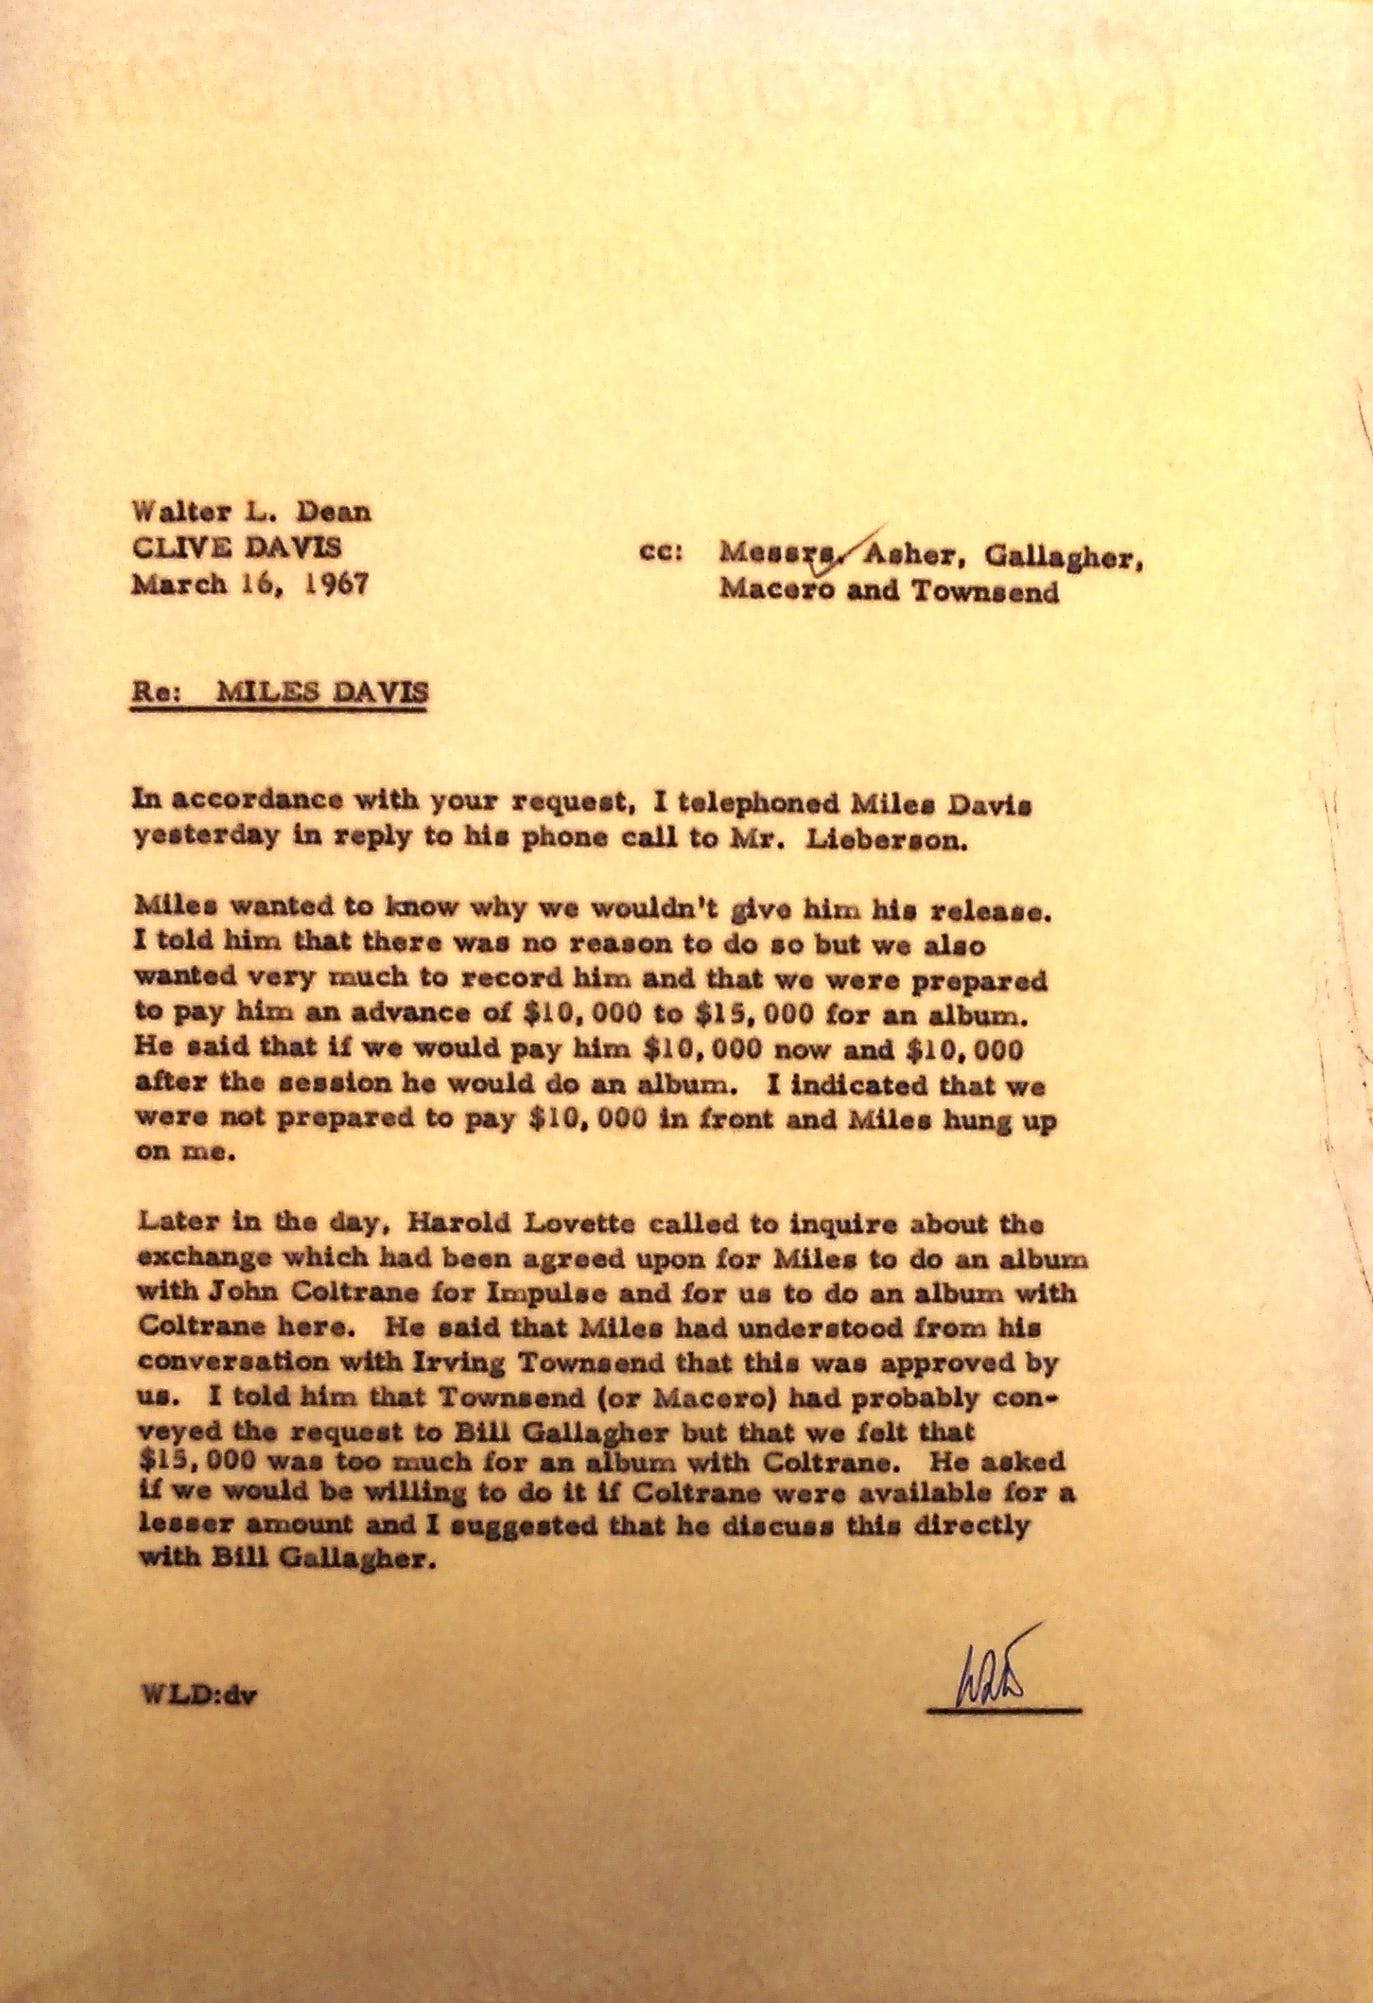 Walter L. Dean
CLIVE DAVIS
March 16, 1967
cc: Messrs. Asher, Gallagher,
Macero and Townsend
Re: MILES DAVIS
In accordance with your request, I telephoned Miles Davis
yesterday in reply to his phone call to Mr. Lieberson.
Miles wanted to know why we wouldn't give him his release.
I told him that there was no reason to do so but we also
wanted very much to record him and that we were prepared
to pay him an advance of $10,000 to $15,000 for an album.
He said that if we would pay him $10,000 now and $10,000
after the session he would do an album. I indicated that we
were not prepared to pay $10,000 in front and Miles hung up
on me.
Later in the day, Harold Lovette called to inquire about the
exchange which had been agreed upon for Miles to do an album
with John Coltrane for Impulse and for us to do an album with
Coltrane here. He said that Miles had understood from his
conversation with Irving Townsend that this was approved by
us. I told him that Townsend (or Macero) had probably con-
veyed the request to Bill Gallagher but that we felt that
$15,000 was too much for an album with Coltrane. He asked
if we would be willing to do it if Coltrane were available for a
lesser amount and I suggested that he discuss this directly
with Bill Gallagher.
WLD:dv